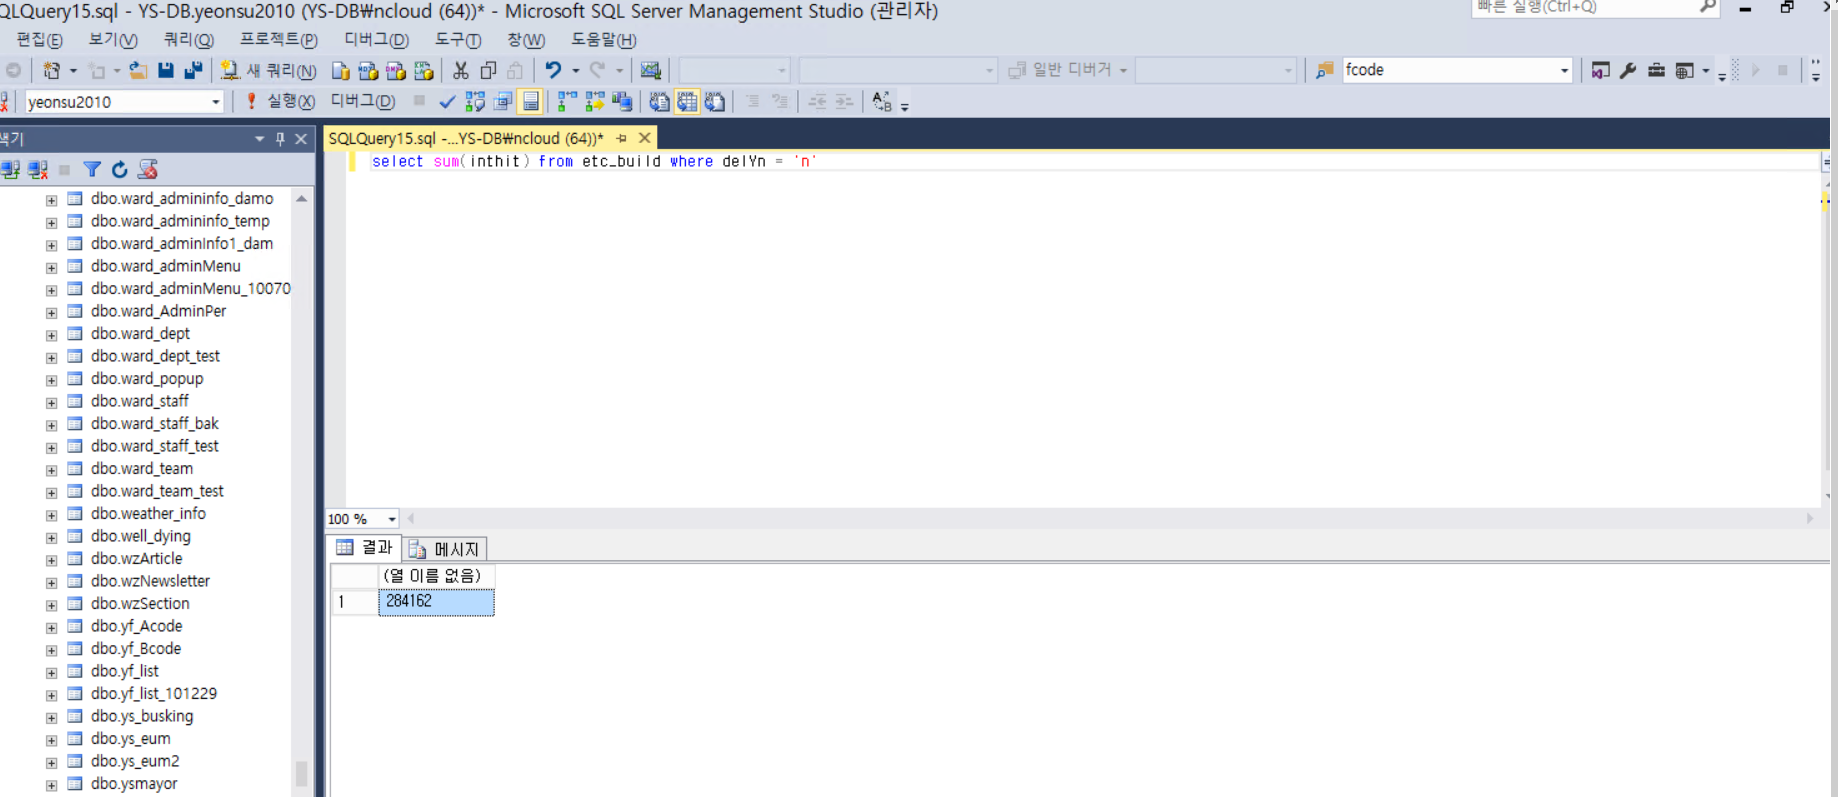 QLQuery15.sql - YS-DB.yeonsu2010 (YS-DB₩ncloud (64))* - Microsoft SQL Server Management Studio (관리자)
빠른 실행(Ctrl+Q)
편집(E) 보기(V) 쿼리(Q) 프로젝트(P) 디버그(D) 도구(T) 창(W) 도움말(H)
새 쿼리(N) 일반 디버거 fcode
yeonsu2010 실행(X) 디버그(D)
색기
SQLQuery15.sql -...YS-DB₩ncloud (64))*
select sum(inthit) from etc_build where delYn = 'n'
dbo.ward_admininfo_damo
dbo.ward_admininfo_temp
dbo.ward_adminInfo1_dam
dbo.ward_adminMenu
dbo.ward_adminMenu_10070
dbo.ward_AdminPer
dbo.ward_dept
dbo.ward_dept_test
dbo.ward_popup
dbo.ward_staff
dbo.ward_staff_bak
dbo.ward_staff_test
dbo.ward_team
dbo.ward_team_test
dbo.weather_info
dbo.well_dying
dbo.wzArticle
dbo.wzNewsletter
dbo.wzSection
dbo.yf_Acode
dbo.yf_Bcode
dbo.yf_list
dbo.yf_list_101229
dbo.ys_busking
dbo.ys_eum
dbo.ys_eum2
dbo.ysmayor
100 %
결과 메시지
(열 이름 없음)
1 284162